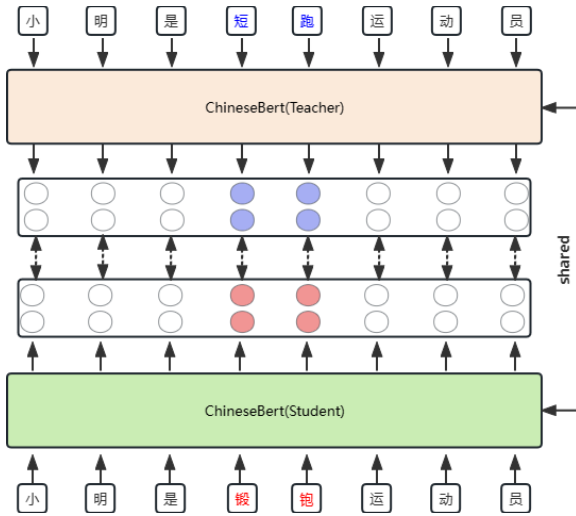 小 明 是 短 跑 运 动 员
ChineseBert(Teacher)
shared
ChineseBert(Student)
小 明 是 锻 铇 运 动 员